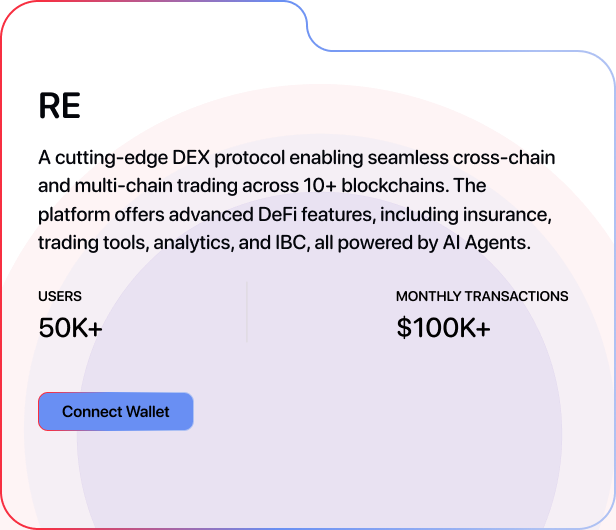 RE
A cutting-edge DEX protocol enabling seamless cross-chain
and multi-chain trading across 10+ blockchains. The
platform offers advanced DeFi features, including insurance,
trading tools, analytics, and IBC, all powered by AI Agents.
USERS
50K+
MONTHLY TRANSACTIONS
$100K+
Connect Wallet